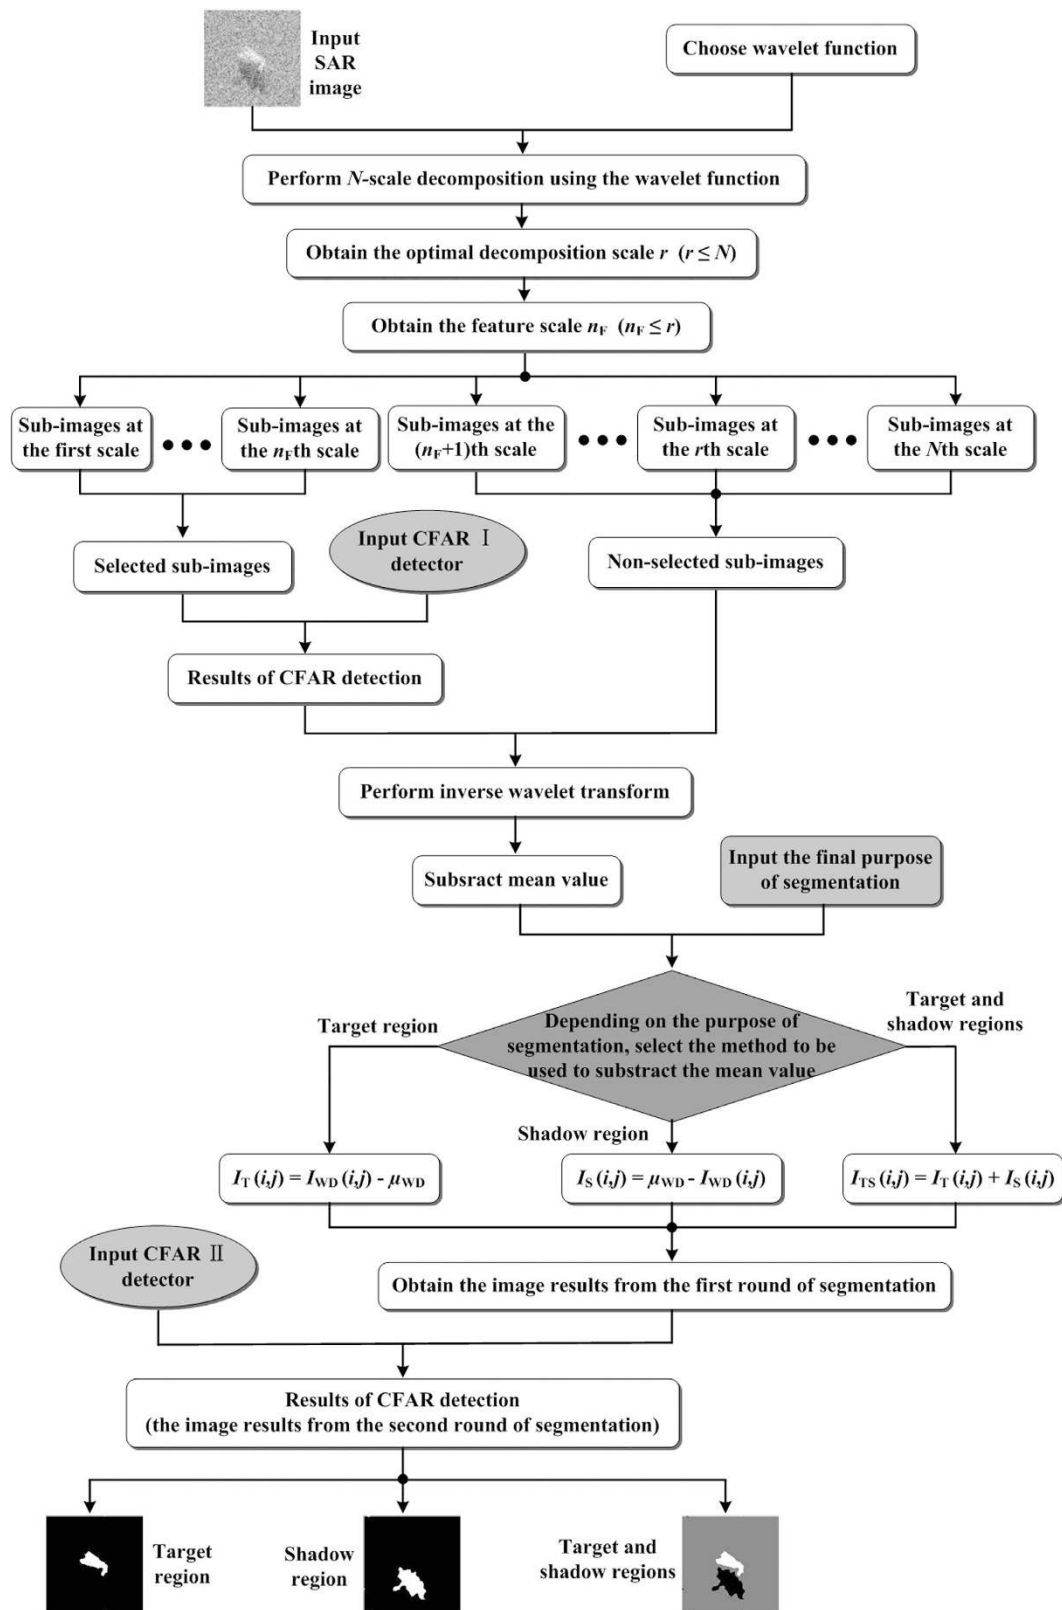 Input
SAR
image
Choose wavelet function
Perform N-scale decomposition using the wavelet function
Obtain the optimal decomposition scale r (r ≤ N)
Obtain the feature scale nF (nF ≤ r)
Sub-images at
the first scale
Sub-images at
the nFth scale
Sub-images at the
(nF+1)th scale
Sub-images at
the rth scale
Sub-images at
the Nth scale
Input CFAR Ⅰ
detector
Selected sub-images
Non-selected sub-images
Results of CFAR detection
Perform inverse wavelet transform
Subsract mean value
Input the final purpose
of segmentation
Target region
Depending on the purpose of
segmentation, select the method to be
used to substract the mean value
Target and
shadow regions
Shadow region
IT (i,j) = IWD (i,j) - μWD
IS (i,j) = μWD - IWD (i,j)
ITS (i,j) = IT (i,j) + IS (i,j)
Input CFAR Ⅱ
detector
Obtain the image results from the first round of segmentation
Results of CFAR detection
(the image results from the second round of segmentation)
Target
region
Shadow
region
Target and
shadow regions